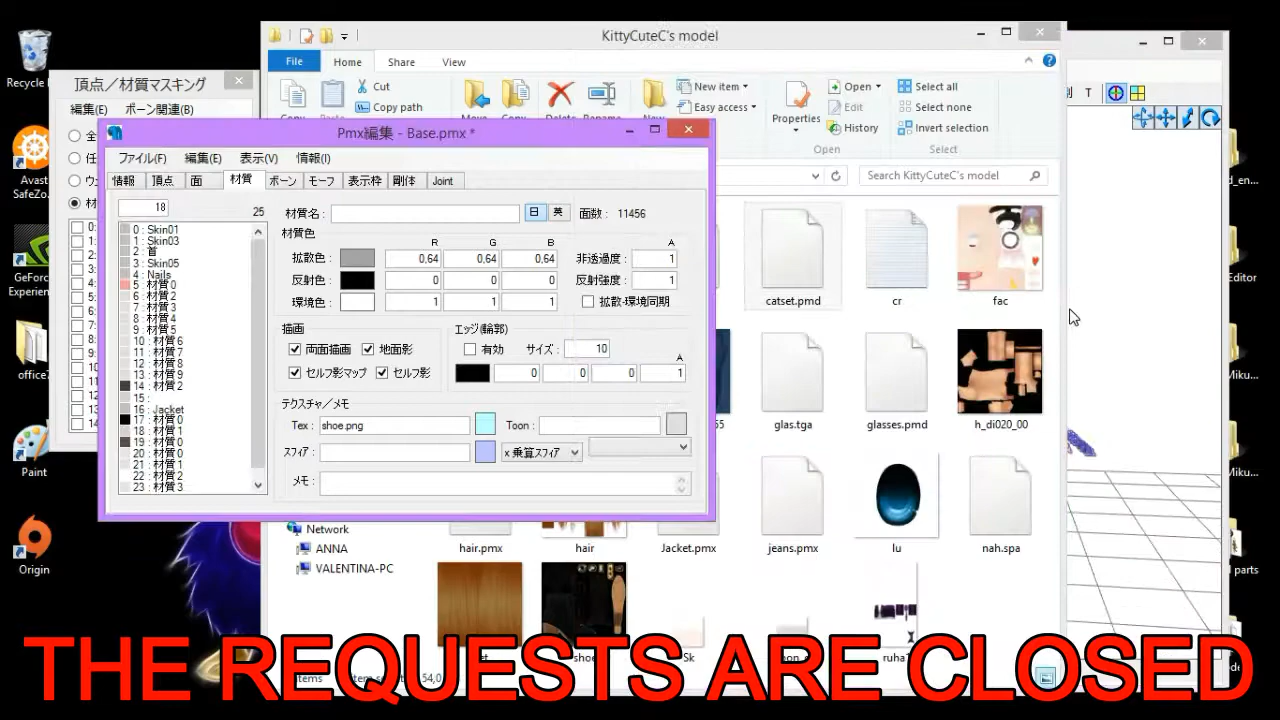 Recycle
KittyCuteC's model
頂点／材質マスキング
編集(E) ボーン関連(B)
File Home Share View
Cut
Copy path
New item
Easy access
Properties
Open
Edit
History
Select all
Select none
Invert selection
Open
Select
Search KittyCuteC's model
Avast
SafeZo..
GeForce
Experien..
office7
Paint
Origin
Pmx編集 - Base.pmx *
ファイル(F) 編集(E) 表示(V) 情報(I)
情報 頂点 面 材質 ボーン モーフ 表示枠 剛体 Joint
18
25
0 : Skin01
1 : Skin03
2 : 首
3 : Skin05
4 : Nails
5 : 材質0
6 : 材質2
7 : 材質3
8 : 材質4
9 : 材質5
10 : 材質6
11 : 材質7
12 : 材質8
13 : 材質9
14 : 材質2
15 :
16 : Jacket
17 : 材質0
18 : 材質1
19 : 材質0
20 : 材質0
21 : 材質1
22 : 材質2
23 : 材質3
材質名 : 日 英 面数 : 11456
材質色
R G B A
拡散色 : 0.64 0.64 0.64 非透過度 : 1
反射色 : 0 0 0 反射強度 : 1
環境色 : 1 1 1 拡散-環境同期
描画
両面描画 地面影
セルフ影マップ セルフ影
エッジ(輪郭)
有効 サイズ : 10
A
0 0 0 1
テクスチャ／メモ
Tex : shoe.png Toon :
スフィア : x 乗算スフィア
メモ :
catset.pmd cr fac
glas.tga glasses.pmd h_di020_00
hair.pmx hair Jacket.pmx jeans.pmx lu nah.spa
Network
ANNA
VALENTINA-PC
Sk
T
d_en...
Editor
Miku..
Miku..
l parts
THE REQUESTS ARE CLOSED